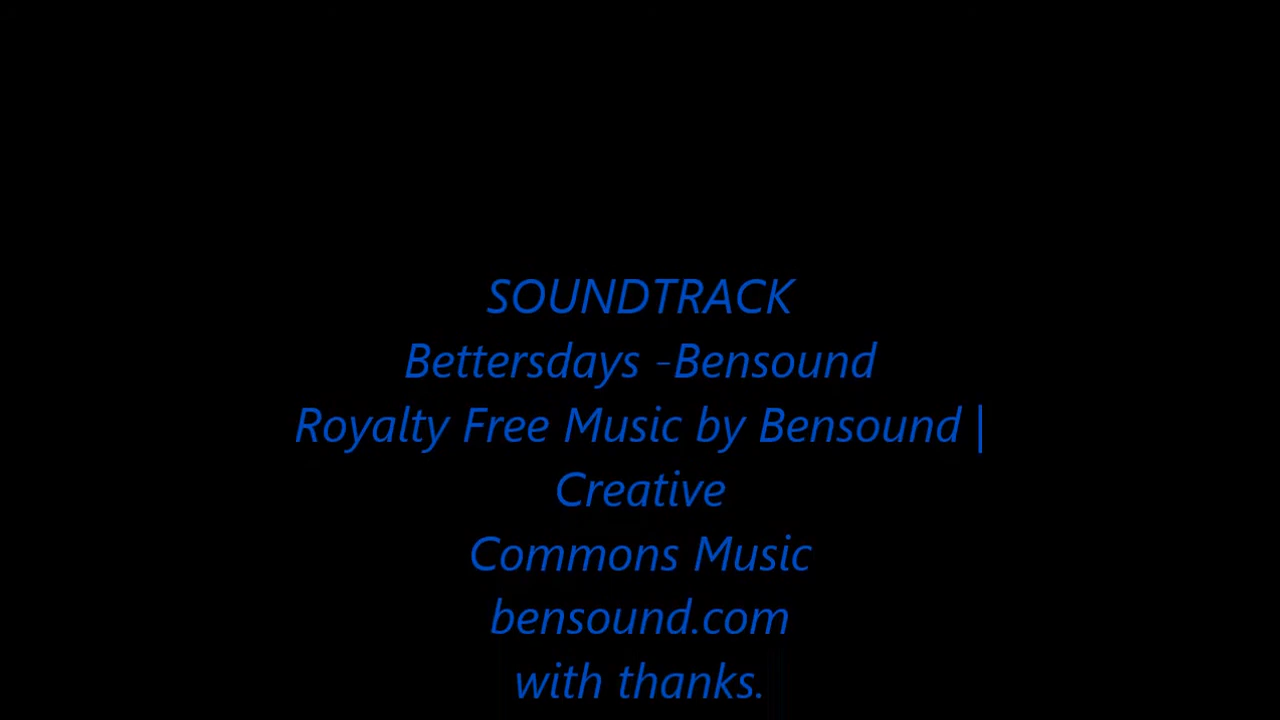 SOUNDTRACK
Bettersdays -Bensound
Royalty Free Music by Bensound |
Creative
Commons Music
bensound.com
with thanks.